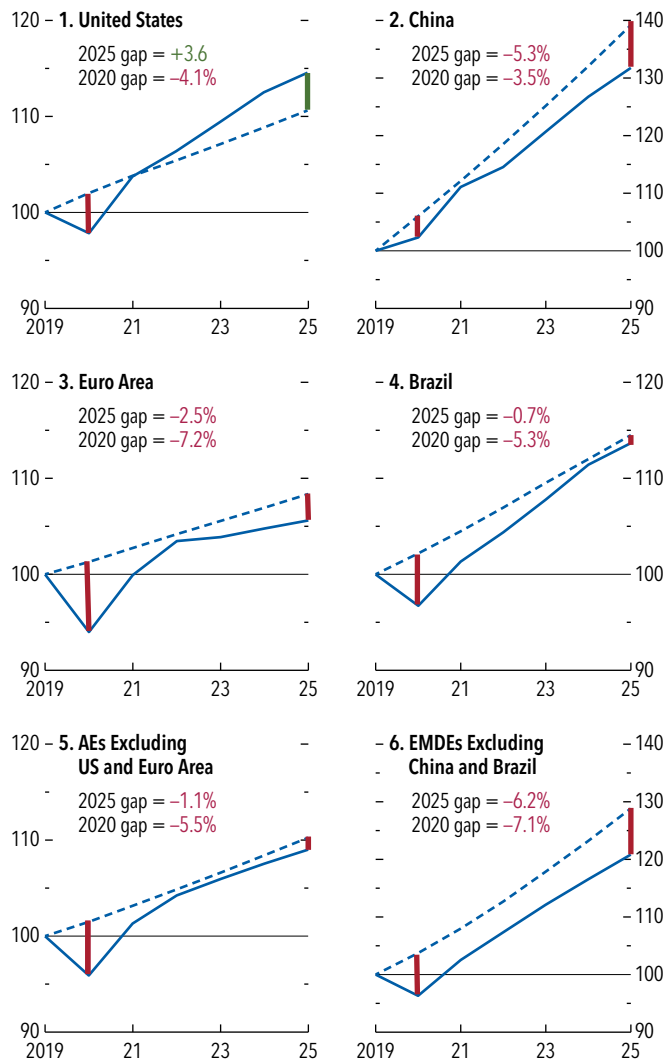 120
1. United States
2025 gap = +3.6
2020 gap = –4.1%
110
100
90
2019
21
23
25
2. China
2025 gap = –5.3%
2020 gap = –3.5%
140
130
120
110
100
90
2019
21
23
25
120
3. Euro Area
2025 gap = –2.5%
2020 gap = –7.2%
110
100
90
2019
21
23
25
4. Brazil
2025 gap = –0.7%
2020 gap = –5.3%
120
110
100
90
2019
21
23
25
120
5. AEs Excluding
US and Euro Area
2025 gap = –1.1%
2020 gap = –5.5%
110
100
90
2019
21
23
25
6. EMDEs Excluding
China and Brazil
2025 gap = –6.2%
2020 gap = –7.1%
140
130
120
110
100
90
2019
21
23
25